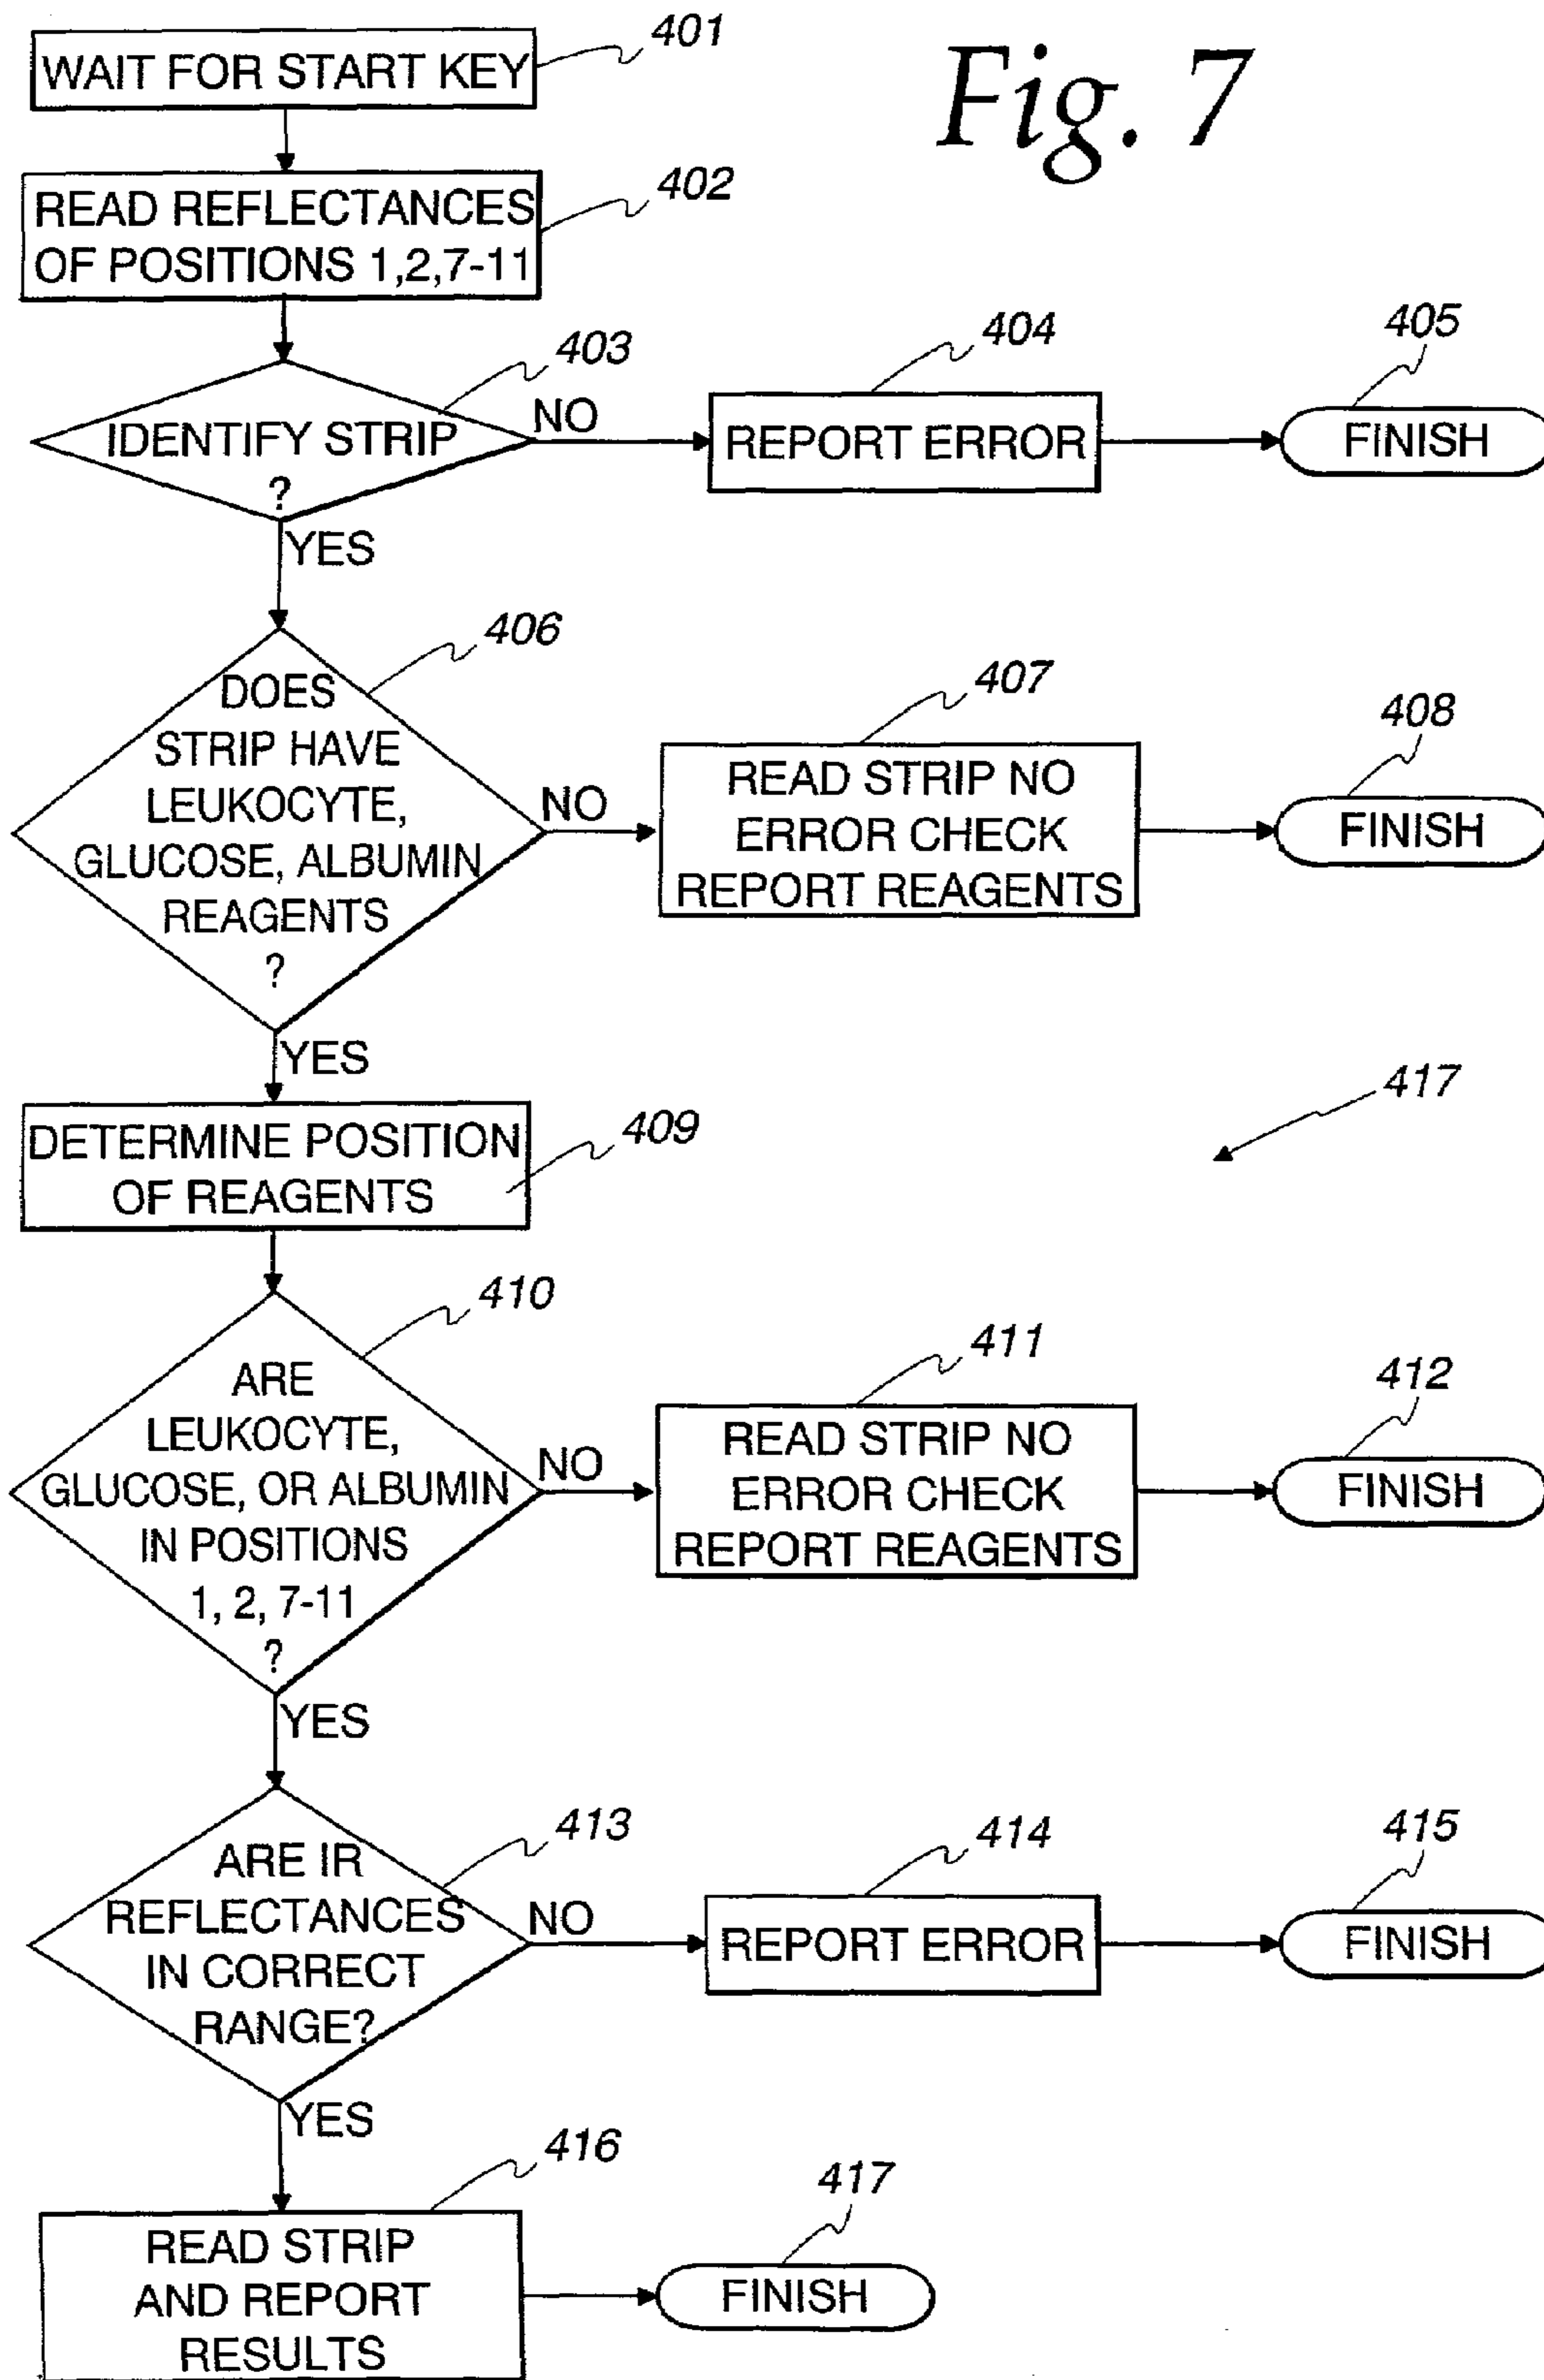 Fig. 7
401
WAIT FOR START KEY
402
READ REFLECTANCES
OF POSITIONS 1,2,7-11
403
IDENTIFY STRIP
?
NO
YES
404
REPORT ERROR
405
FINISH
406
DOES
STRIP HAVE
LEUKOCYTE,
GLUCOSE, ALBUMIN
REAGENTS
?
NO
YES
407
READ STRIP NO
ERROR CHECK
REPORT REAGENTS
408
FINISH
417
409
DETERMINE POSITION
OF REAGENTS
410
ARE
LEUKOCYTE,
GLUCOSE, OR ALBUMIN
IN POSITIONS
1, 2, 7-11
?
NO
YES
411
READ STRIP NO
ERROR CHECK
REPORT REAGENTS
412
FINISH
413
ARE IR
REFLECTANCES
IN CORRECT
RANGE?
NO
YES
414
REPORT ERROR
415
FINISH
416
READ STRIP
AND REPORT
RESULTS
417
FINISH